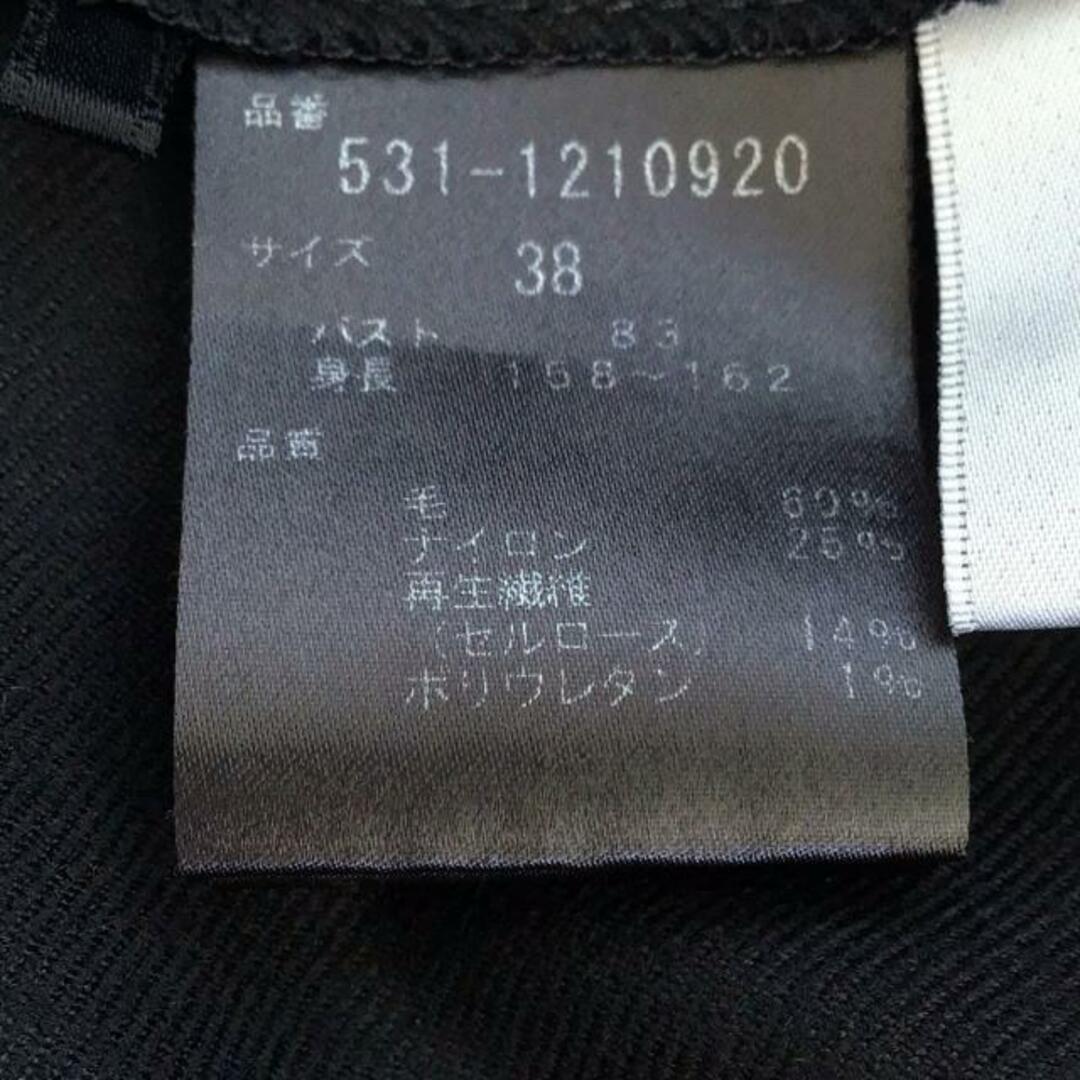 品番
531-1210920
サイズ 38
バスト 83
身長 158~162
品番
毛 60%
ナイロン 25%
再生繊維
(セルロース) 14%
ポリウレタン 1%